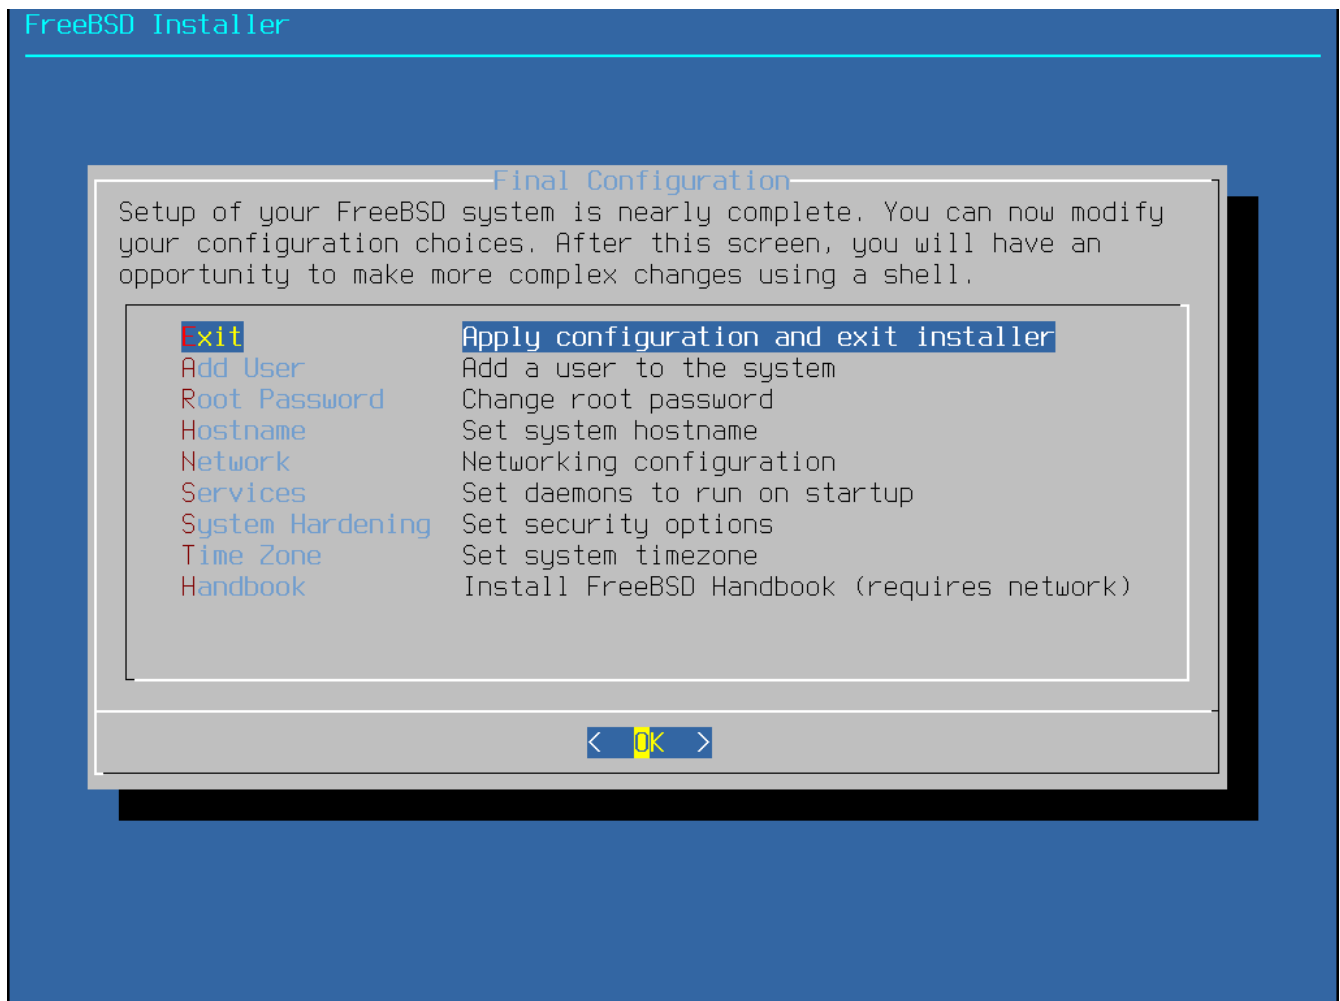 FreeBSD Installer
Final Configuration
Setup of your FreeBSD system is nearly complete. You can now modify
your configuration choices. After this screen, you will have an
opportunity to make more complex changes using a shell.
Exit Apply configuration and exit installer
Add User Add a user to the system
Root Password Change root password
Hostname Set system hostname
Network Networking configuration
Services Set daemons to run on startup
System Hardening Set security options
Time Zone Set system timezone
Handbook Install FreeBSD Handbook (requires network)
< OK >